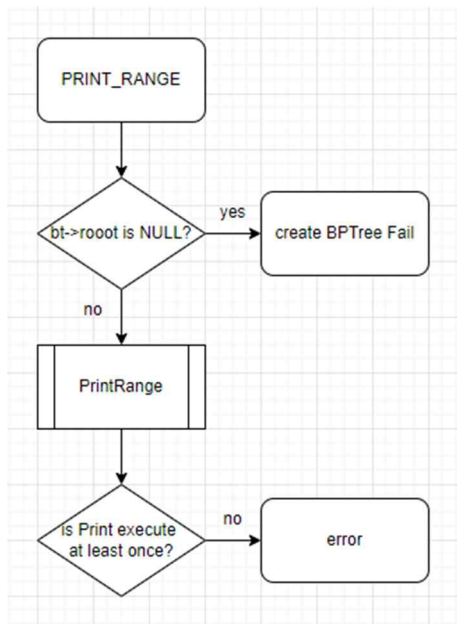 PRINT_RANGE
bt->rooot is NULL?
yes
create BPTree Fail
no
PrintRange
is Print execute
at least once?
no
error